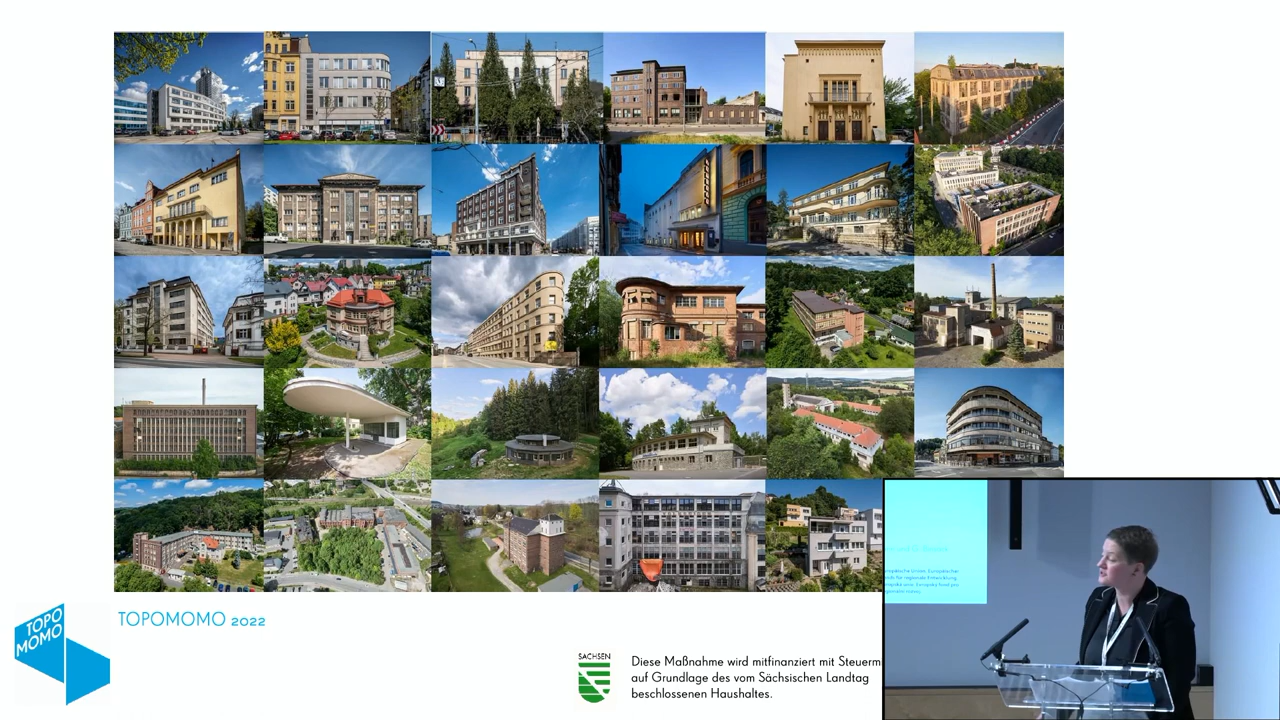 TOPO
MOMO
TOPOMOMO 2022
SACHSEN
Diese Maßnahme wird mitfinanziert mit Steuerm
auf Grundlage des vom Sächsischen Landtag
beschlossenen Haushaltes.